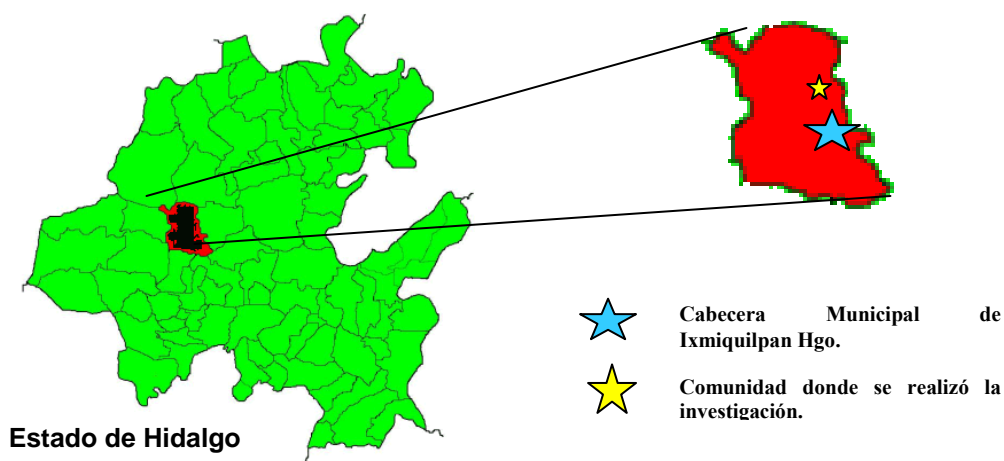 Cabecera Municipal de
Ixmiquilpan Hgo.
Comunidad donde se realizó la
investigación.
Estado de Hidalgo